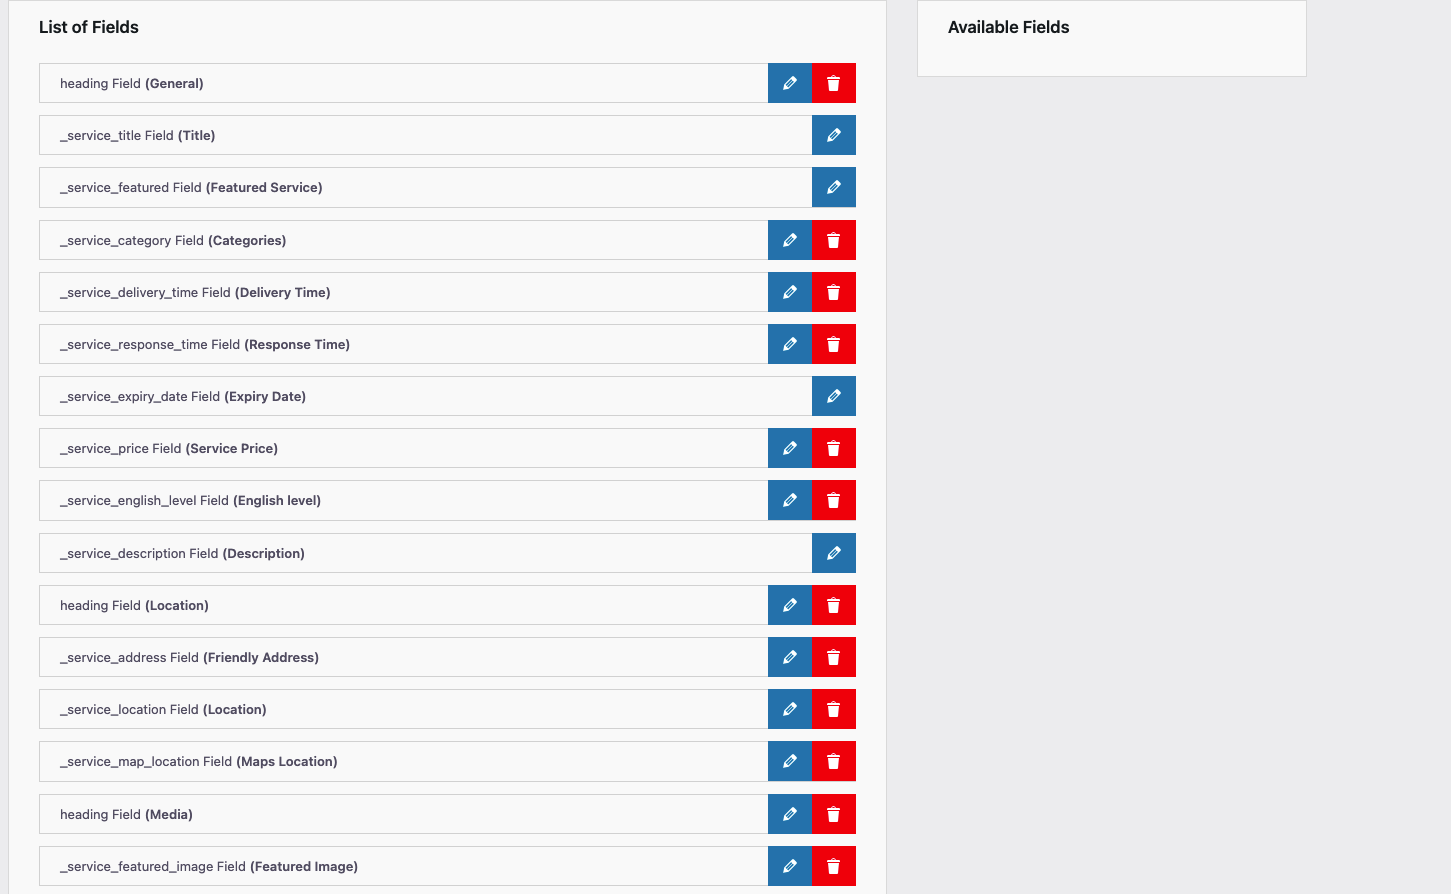 List of Fields
heading Field (General)
_service_title Field (Title)
_service_featured Field (Featured Service)
_service_category Field (Categories)
_service_delivery_time Field (Delivery Time)
_service_response_time Field (Response Time)
_service_expiry_date Field (Expiry Date)
_service_price Field (Service Price)
_service_english_level Field (English level)
_service_description Field (Description)
heading Field (Location)
_service_address Field (Friendly Address)
_service_location Field (Location)
_service_map_location Field (Maps Location)
heading Field (Media)
_service_featured_image Field (Featured Image)
Available Fields